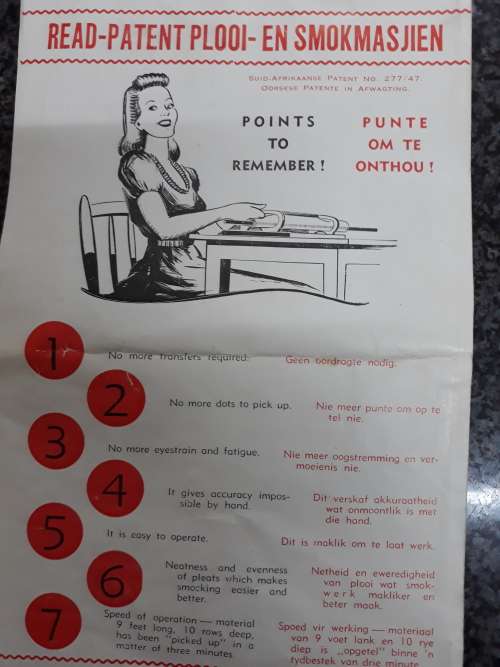 READ-PATENT PLOOI- EN SMOKMASJIEN
SUID-AFRIKAANSE PATENT NO. 277/47.
OORSESE PATENTE IN AFWAGTING.
POINTS
TO
REMEMBER!
PUNTE
OM TE
ONTHOU!
1
No more transfers required.
Geen oordragte nodig.
2
No more dots to pick up.
Nie meer punte om op te
tel nie.
3
No more eyestrain and fatigue.
Nie meer oogstremming en ver-
moeienis nie.
4
It gives accuracy impos-
sible by hand.
Dit verskaf akkuraatheid
wat onmoontlik is met
die hand.
5
It is easy to operate.
Dit is maklik om te laat werk.
6
Neatness and evenness
of pleats which makes
smocking easier and
better.
Netheid en eweredigheid
van plooi wat smok-
werk makliker en
beter maak.
7
Speed of operation — material
9 feet long, 10 rows deep,
has been "picked up" in a
matter of three minutes.
Spoed vir werking — materiaal
van 9 voet lank en 10 rye
diep is „opgetel" binne 'n
tydbestek van drie minute